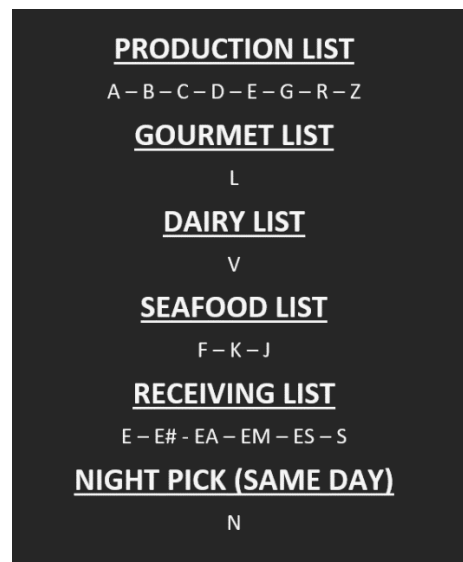 PRODUCTION LIST
A – B – C – D – E – G – R – Z
GOURMET LIST
L
DAIRY LIST
V
SEAFOOD LIST
F – K – J
RECEIVING LIST
E – E# - EA – EM – ES – S
NIGHT PICK (SAME DAY)
N